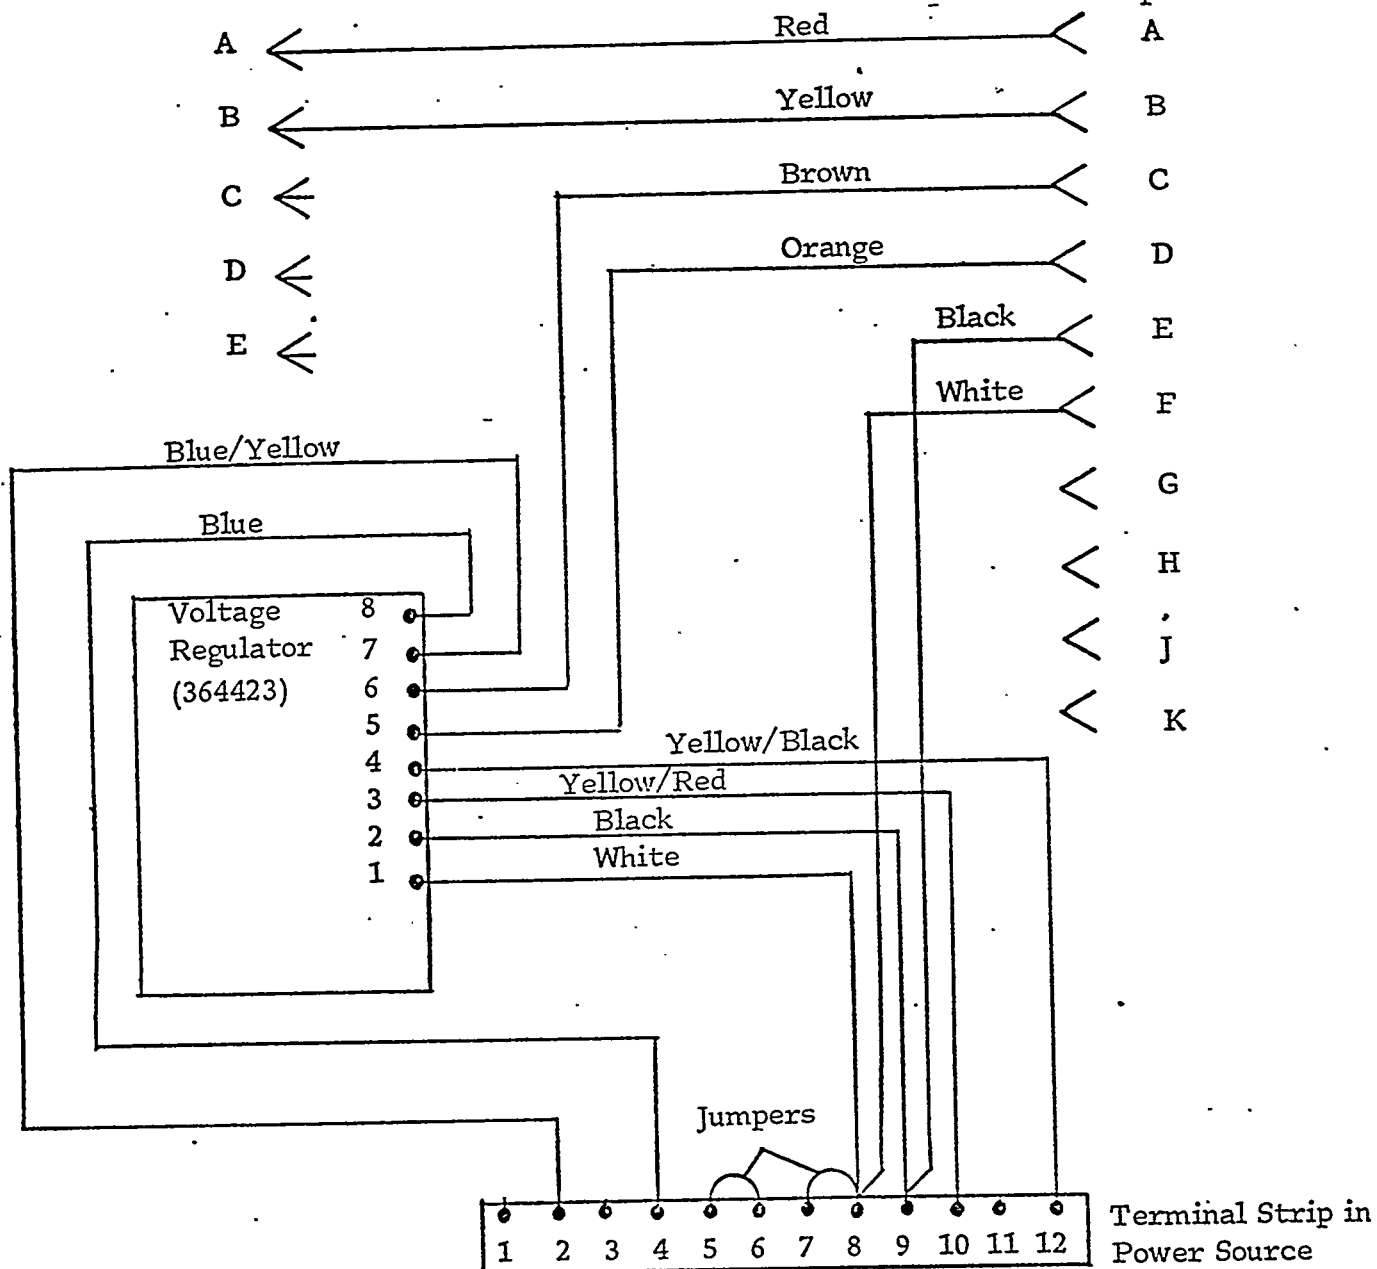 A Red A
B Yellow B
C Brown C
D Orange D
E Black E
White F
G
H
J
K
Blue/Yellow
Blue
Voltage 8
Regulator 7
(364423) 6
5
4 Yellow/Black
3 Yellow/Red
2 Black
1 White
Jumpers
1 2 3 4 5 6 7 8 9 10 11 12
Terminal Strip in
Power Source